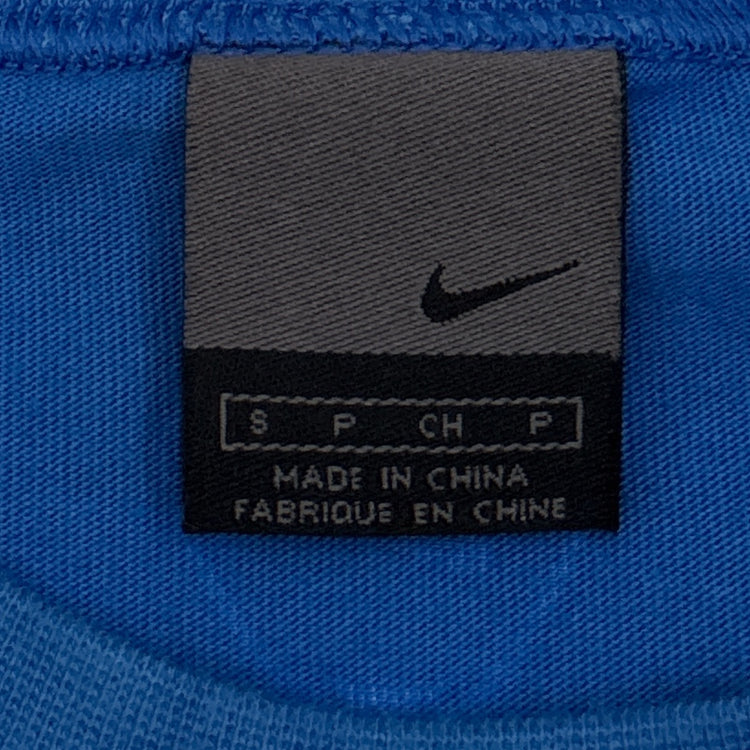 S P CH P
MADE IN CHINA
FABRIQUE EN CHINE